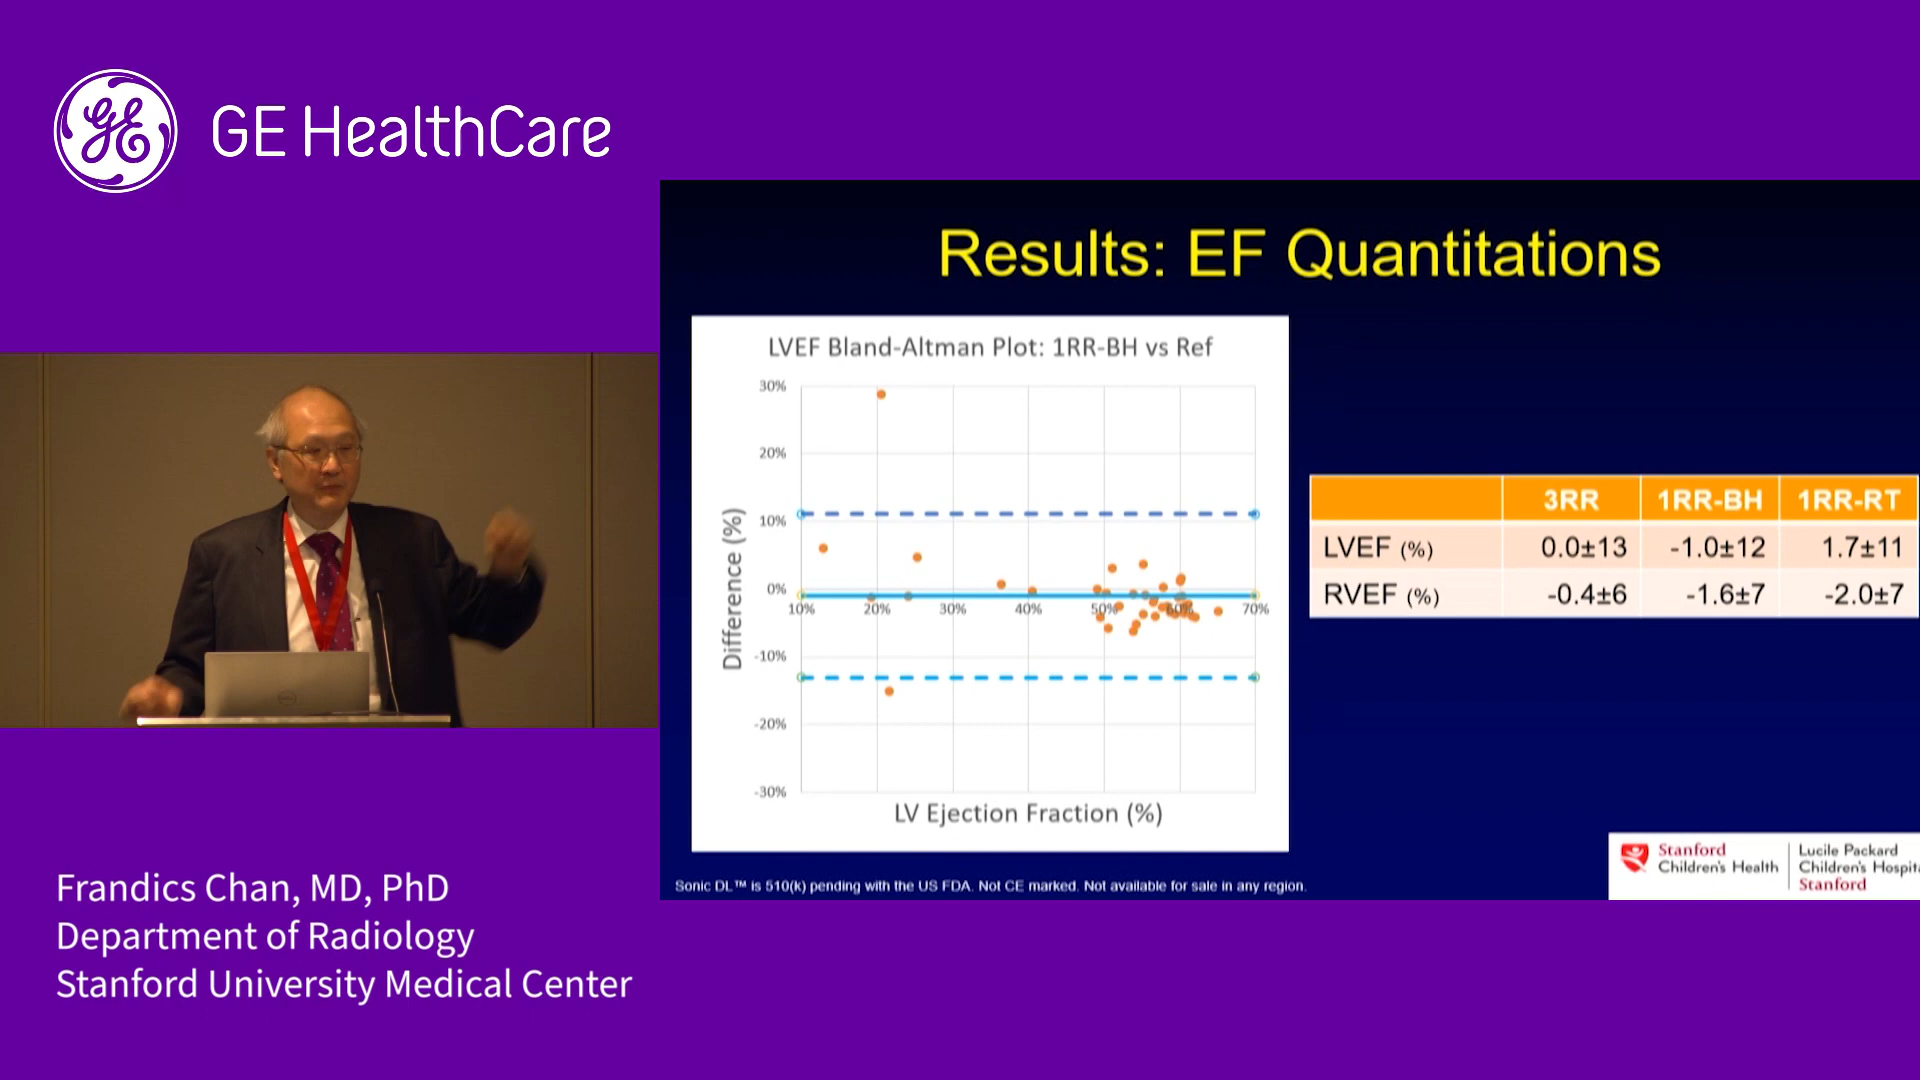 GE HealthCare
Results: EF Quantitations
LVEF Bland-Altman Plot: 1RR-BH vs Ref
30%
20%
10%
0%
-10%
-20%
-30%
10% 20% 30% 40% 50% 60% 70%
Difference (%)
LV Ejection Fraction (%)
3RR 1RR-BH 1RR-RT
LVEF (%) 0.0±13 -1.0±12 1.7±11
RVEF (%) -0.4±6 -1.6±7 -2.0±7
Sonic DL™ is 510(k) pending with the US FDA. Not CE marked. Not available for sale in any region.
Stanford
Children's Health
Lucile Packard
Children's Hospita
Stanford
Frandics Chan, MD, PhD
Department of Radiology
Stanford University Medical Center